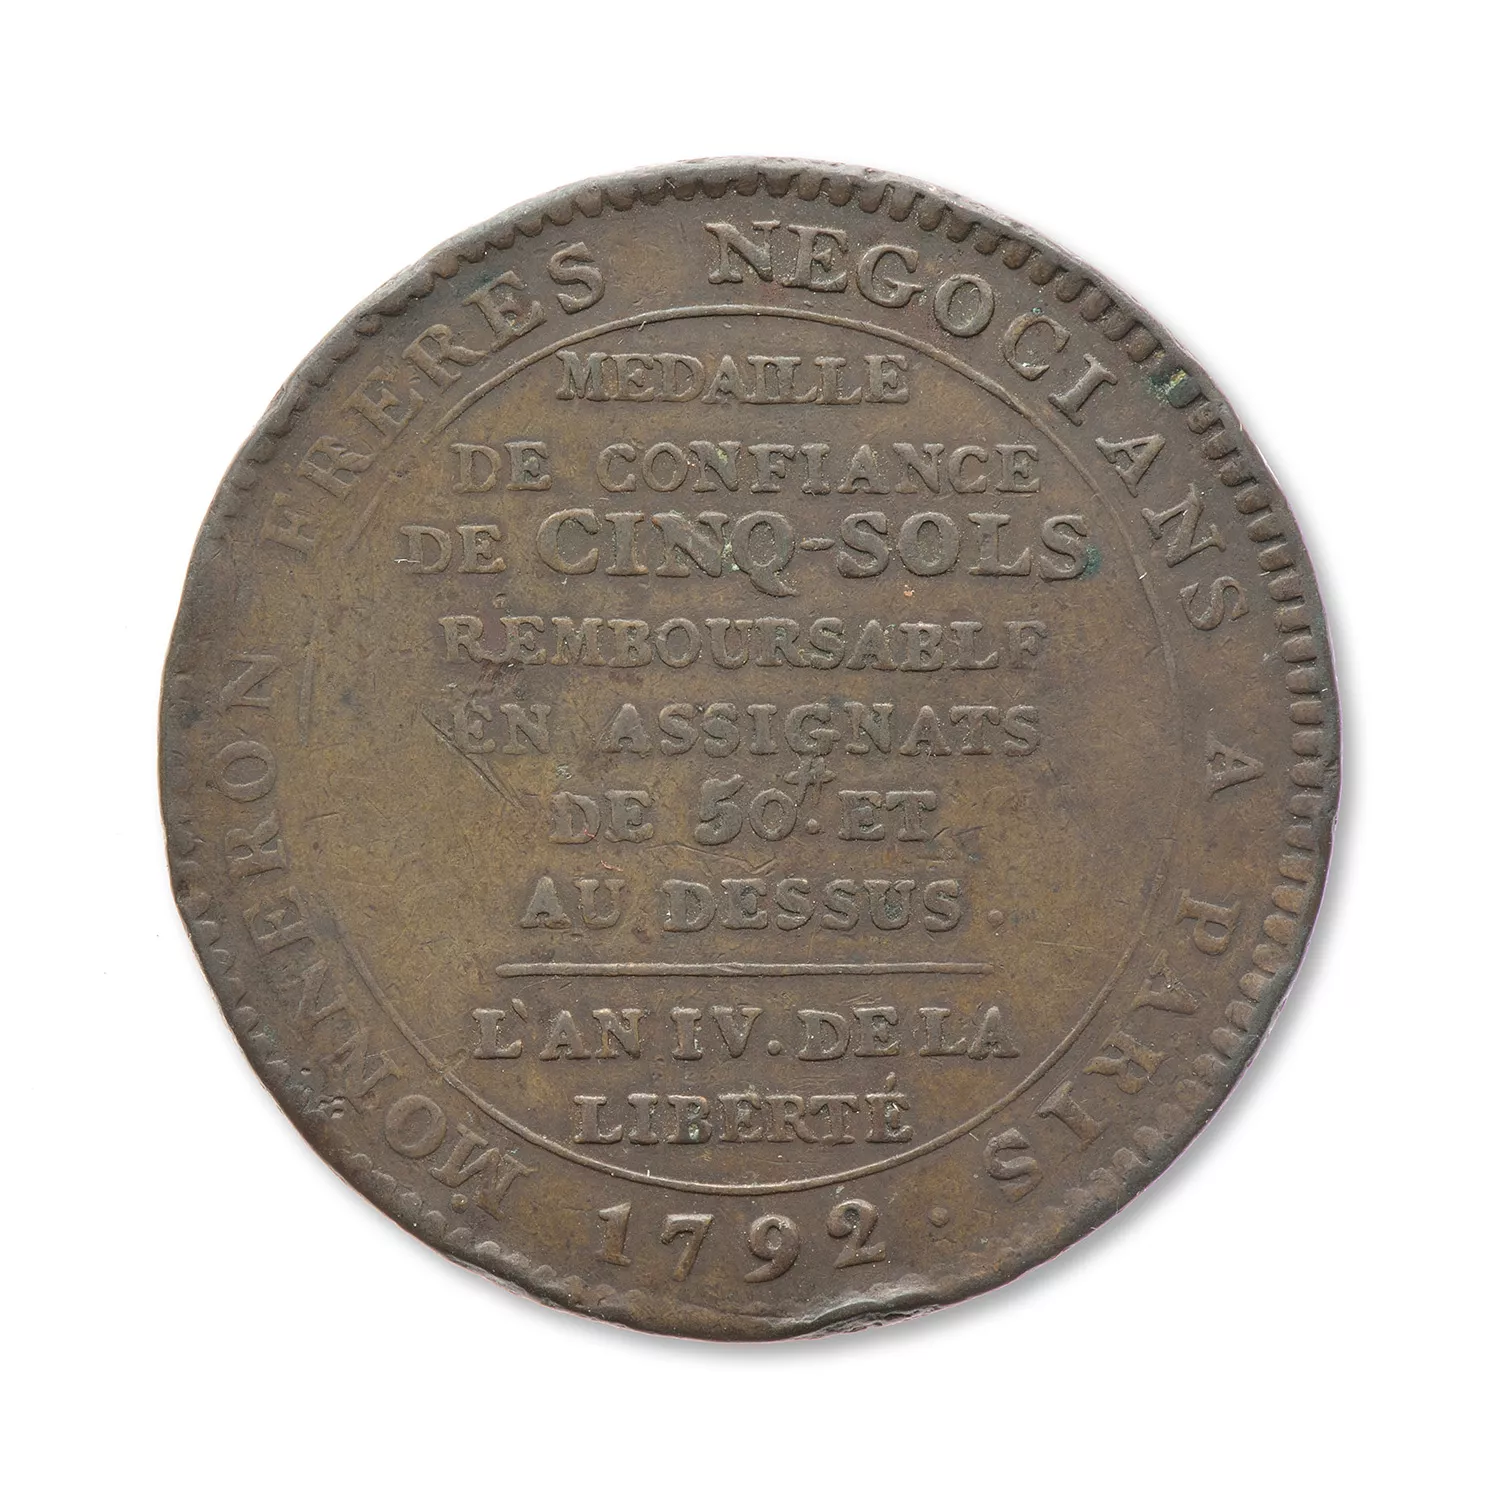 M. MONNERON FRERES NEGOCIANS A PARIS .
MEDAILLE
DE CONFIANCE
DE CINQ-SOLS
REMBOURSABLE
EN ASSIGNATS
DE 50₶. ET
AU DESSUS .
L'AN IV. DE LA
LIBERTÉ
1792